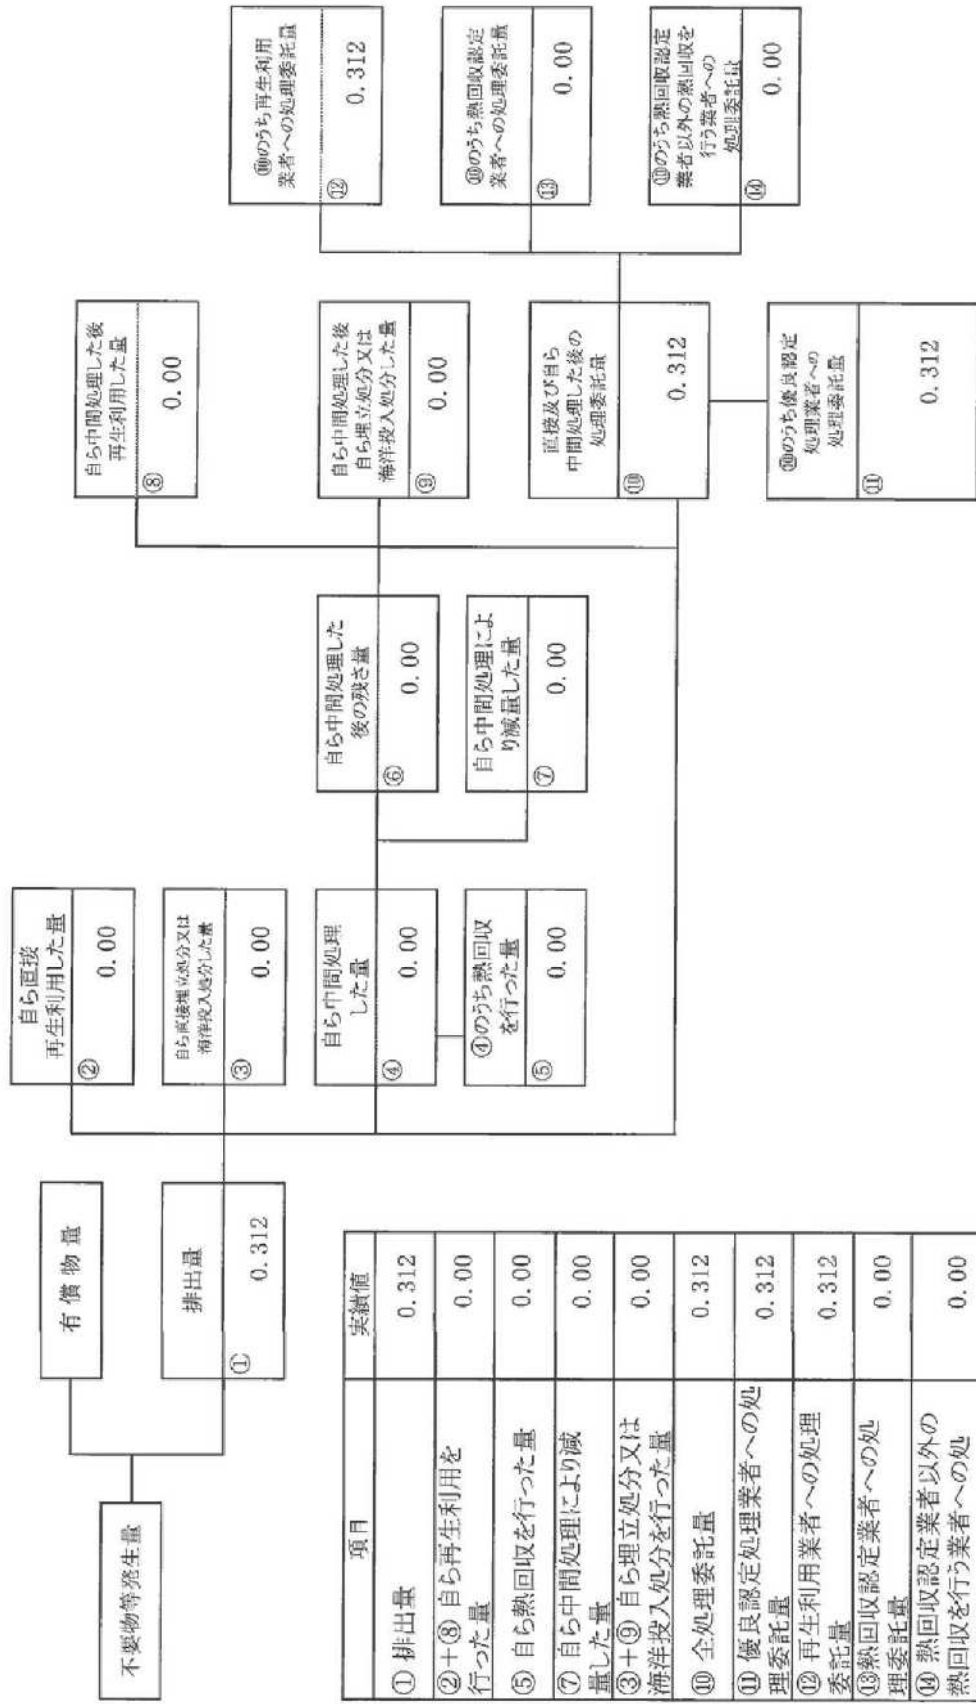 不要物等発生量
有償物量
排出量
① 0.312
自ら直接
再生利用した量
② 0.00
自ら直接埋立処分又は
海洋投入処分した量
③ 0.00
自ら中間処理
した量
④ 0.00
④のうち熱回収
を行った量
⑤ 0.00
自ら中間処理した
後の残さ量
⑥ 0.00
自ら中間処理によ
り減量した量
⑦ 0.00
自ら中間処理した後
再生利用した量
⑧ 0.00
自ら中間処理した後
自ら埋立処分又は
海洋投入処分した量
⑨ 0.00
直接及び自ら
中間処理した後の
処理委託量
⑩ 0.312
⑩のうち優良認定
処理業者への
処理委託量
⑪ 0.312
⑩のうち再生利用
業者への処理委託量
⑫ 0.312
⑩のうち熱回収認定
業者への処理委託量
⑬ 0.00
⑩のうち熱回収認定
業者以外の熱回収を
行う業者への
処理委託量
⑭ 0.00
項目 実績値
① 排出量 0.312
②+⑧ 自ら再生利用を
行った量 0.00
⑤ 自ら熱回収を行った量 0.00
⑦ 自ら中間処理により減
量した量 0.00
③+⑨ 自ら埋立処分又は
海洋投入処分を行った量 0.00
⑩ 全処理委託量 0.312
⑪ 優良認定処理業者への処
理委託量 0.312
⑫ 再生利用業者への処理
委託量 0.312
⑬熱回収認定業者への処
理委託量 0.00
⑭ 熱回収認定業者以外の
熱回収を行う業者への処 0.00